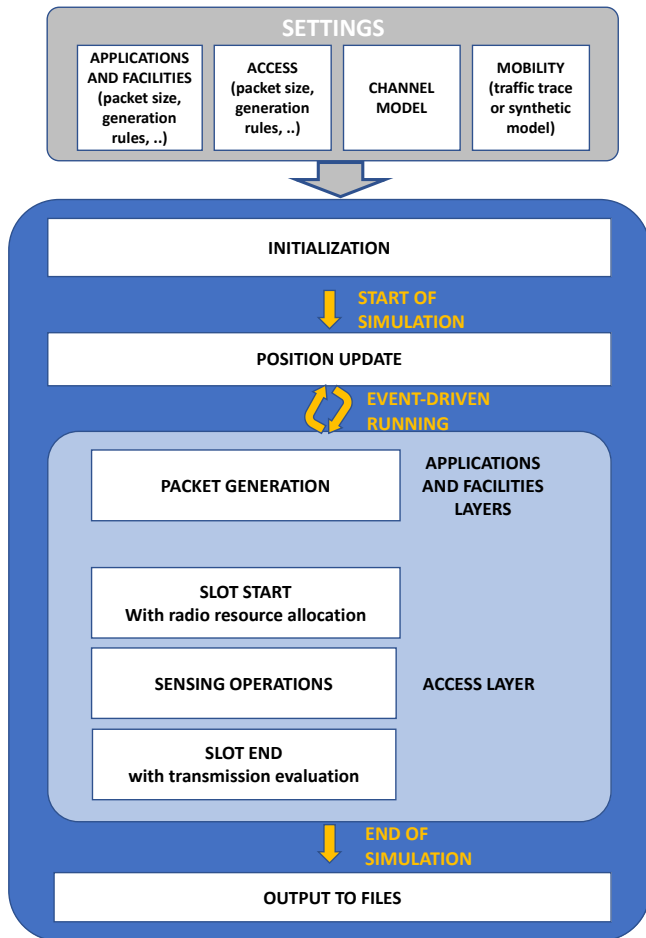 SETTINGS
APPLICATIONS
AND FACILITIES
(packet size,
generation
rules, ..)
ACCESS
(packet size,
generation
rules, ..)
CHANNEL
MODEL
MOBILITY
(traffic trace
or synthetic
model)
INITIALIZATION
START OF
SIMULATION
POSITION UPDATE
EVENT-DRIVEN
RUNNING
PACKET GENERATION
APPLICATIONS
AND FACILITIES
LAYERS
SLOT START
With radio resource allocation
SENSING OPERATIONS
ACCESS LAYER
SLOT END
with transmission evaluation
END OF
SIMULATION
OUTPUT TO FILES